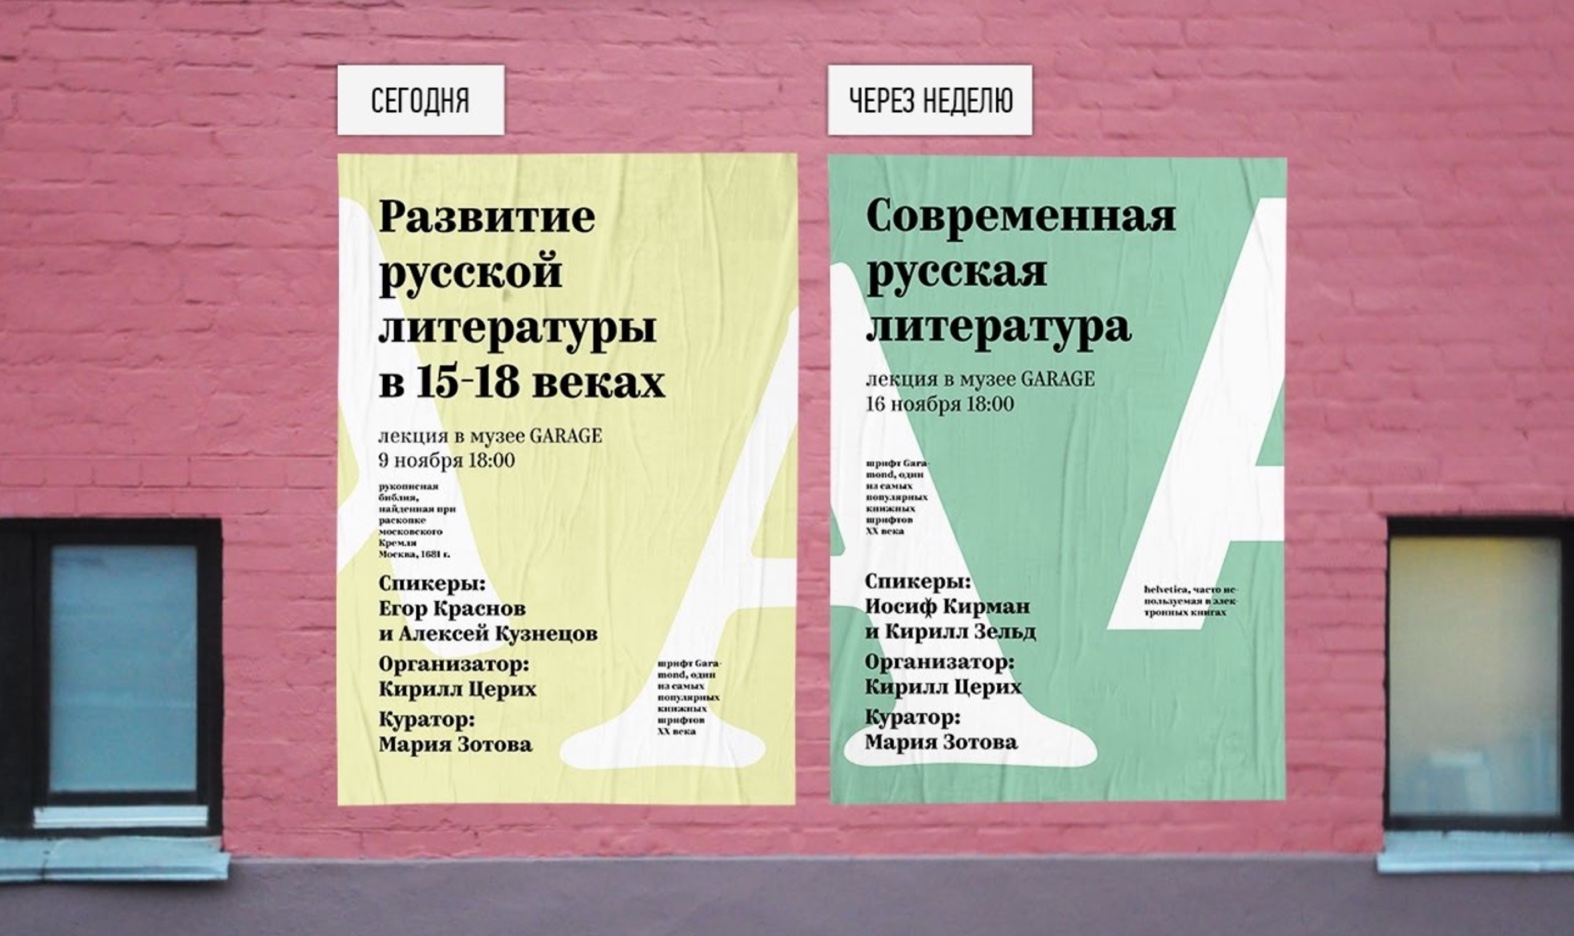 СЕГОДНЯ
Развитие
русской
литературы
в 15-18 веках
лекция в музее GARAGE
9 ноября 18:00
рукописная
библия,
найденная при
раскопке
московского
Кремля
Москва, 1681 г.
Спикеры:
Егор Краснов
и Алексей Кузнецов
Организатор:
Кирилл Церих
Куратор:
Мария Зотова
шрифт Gara-
mond, один
из самых
популярных
книжных
шрифтов
XX века
ЧЕРЕЗ НЕДЕЛЮ
Современная
русская
литература
лекция в музее GARAGE
16 ноября 18:00
шрифт Gara-
mond, один
из самых
популярных
книжных
шрифтов
XX века
Спикеры:
Иосиф Кирман
и Кирилл Зельд
Организатор:
Кирилл Церих
Куратор:
Мария Зотова
helvetica, часто ис-
пользуемая в элек-
тронных книгах